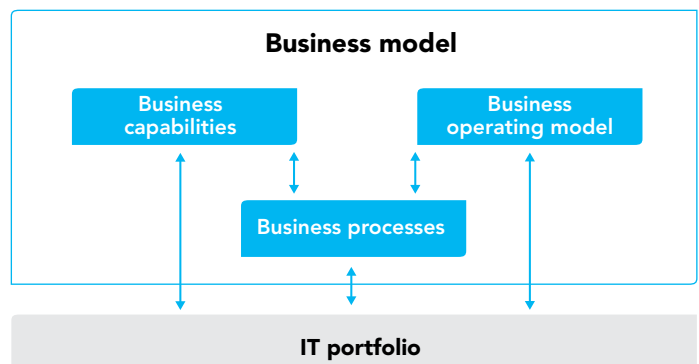 Business model
Business
capabilities
Business
operating model
Business processes
IT portfolio